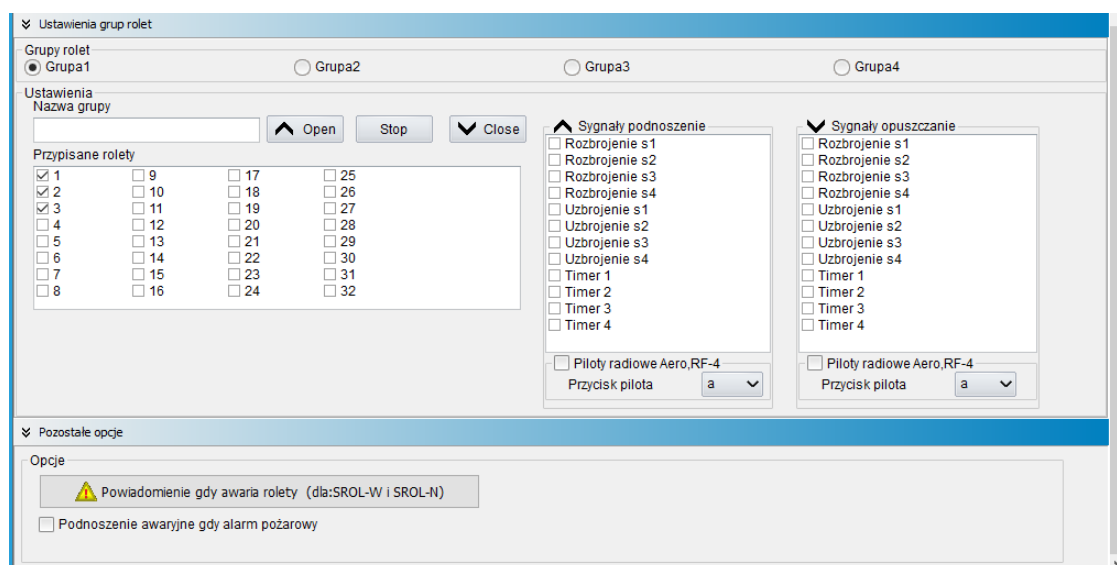 Ustawienia grup rolet
Grupy rolet
Grupa1 Grupa2 Grupa3 Grupa4
Ustawienia
Nazwa grupy
Open Stop Close
Przypisane rolety
1 9 17 25
2 10 18 26
3 11 19 27
4 12 20 28
5 13 21 29
6 14 22 30
7 15 23 31
8 16 24 32
Sygnały podnoszenie
Rozbrojenie s1
Rozbrojenie s2
Rozbrojenie s3
Rozbrojenie s4
Uzbrojenie s1
Uzbrojenie s2
Uzbrojenie s3
Uzbrojenie s4
Timer 1
Timer 2
Timer 3
Timer 4
Piloty radiowe Aero,RF-4
Przycisk pilota a
Sygnały opuszczanie
Rozbrojenie s1
Rozbrojenie s2
Rozbrojenie s3
Rozbrojenie s4
Uzbrojenie s1
Uzbrojenie s2
Uzbrojenie s3
Uzbrojenie s4
Timer 1
Timer 2
Timer 3
Timer 4
Piloty radiowe Aero,RF-4
Przycisk pilota a
Pozostałe opcje
Opcje
Powiadomienie gdy awaria rolety (dla:SROL-W i SROL-N)
Podnoszenie awaryjne gdy alarm pożarowy